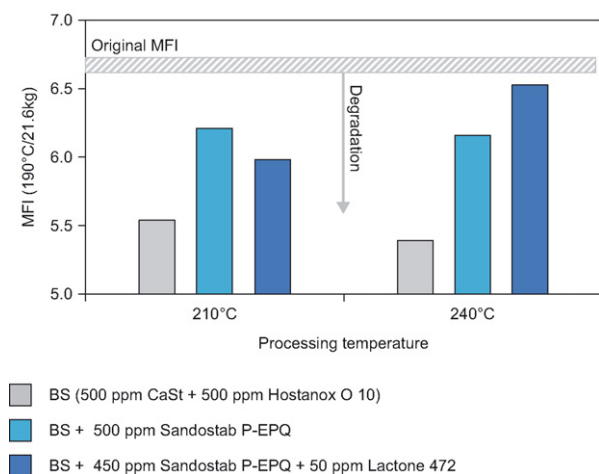 7.0
Original MFI
6.5
6.0
5.5
5.0
MFI (190°C/21.6kg)
Degradation
210°C
240°C
Processing temperature
BS (500 ppm CaSt + 500 ppm Hostanox O 10)
BS + 500 ppm Sandostab P-EPQ
BS + 450 ppm Sandostab P-EPQ + 50 ppm Lactone 472